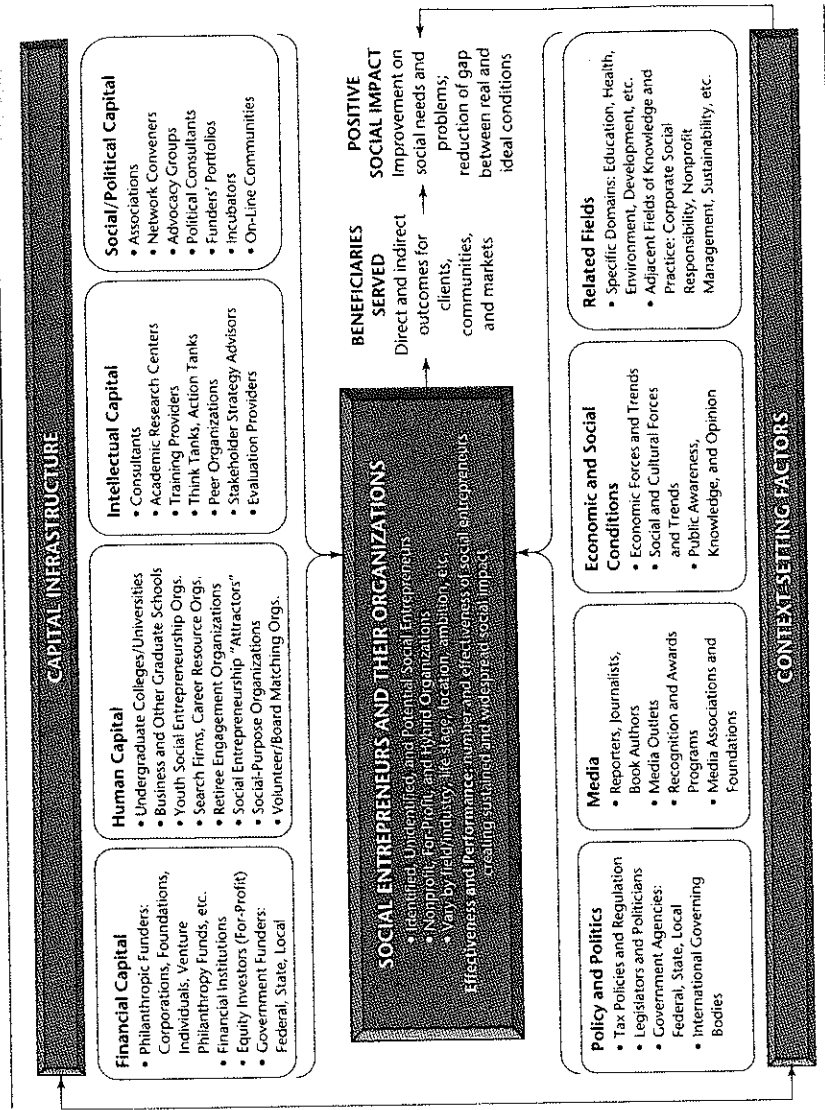 CAPITAL INFRASTRUCTURE
Financial Capital
• Philanthropic Funders:
Corporations, Foundations,
Individuals, Venture
Philanthropy Funds, etc.
• Financial Institutions
• Equity Investors (For-Profit)
• Government Funders:
Federal, State, Local
Human Capital
• Undergraduate Colleges/Universities
• Business and Other Graduate Schools
• Youth Social Entrepreneurship Orgs.
• Search Firms, Career Resource Orgs.
• Retiree Engagement Organizations
• Social Entrepreneurship "Attractors"
• Social-Purpose Organizations
• Volunteer/Board Matching Orgs.
Intellectual Capital
• Consultants
• Academic Research Centers
• Training Providers
• Think Tanks, Action Tanks
• Peer Organizations
• Stakeholder Strategy Advisors
• Evaluation Providers
Social/Political Capital
• Associations
• Network Conveners
• Advocacy Groups
• Political Consultants
• Funders' Portfolios
• Incubators
• On-Line Communities
SOCIAL ENTREPRENEURS AND THEIR ORGANIZATIONS
• Identified, Unidentified, and Potential Social Entrepreneurs
• Nonprofit, For-Profit, and Hybrid Organizations
• Vary by field/industry, life-stage, location, ambition, etc.
Effectiveness and Performance: number and effectiveness of social entrepreneurs
creating sustained and widespread social impact
BENEFICIARIES
SERVED
Direct and indirect
outcomes for
clients,
communities,
and markets
POSITIVE
SOCIAL IMPACT
Improvement on
social needs and
problems;
reduction of gap
between real and
ideal conditions
Policy and Politics
• Tax Policies and Regulation
• Legislators and Politicians
• Government Agencies:
Federal, State, Local
• International Governing
Bodies
Media
• Reporters, Journalists,
Book Authors
• Media Outlets
• Recognition and Awards
Programs
• Media Associations and
Foundations
Economic and Social
Conditions
• Economic Forces and Trends
• Social and Cultural Forces
and Trends
• Public Awareness,
Knowledge, and Opinion
Related Fields
• Specific Domains: Education, Health,
Environment, Development, etc.
• Adjacent Fields of Knowledge and
Practice: Corporate Social
Responsibility, Nonprofit
Management, Sustainability, etc.
CONTEXT-SETTING FACTORS